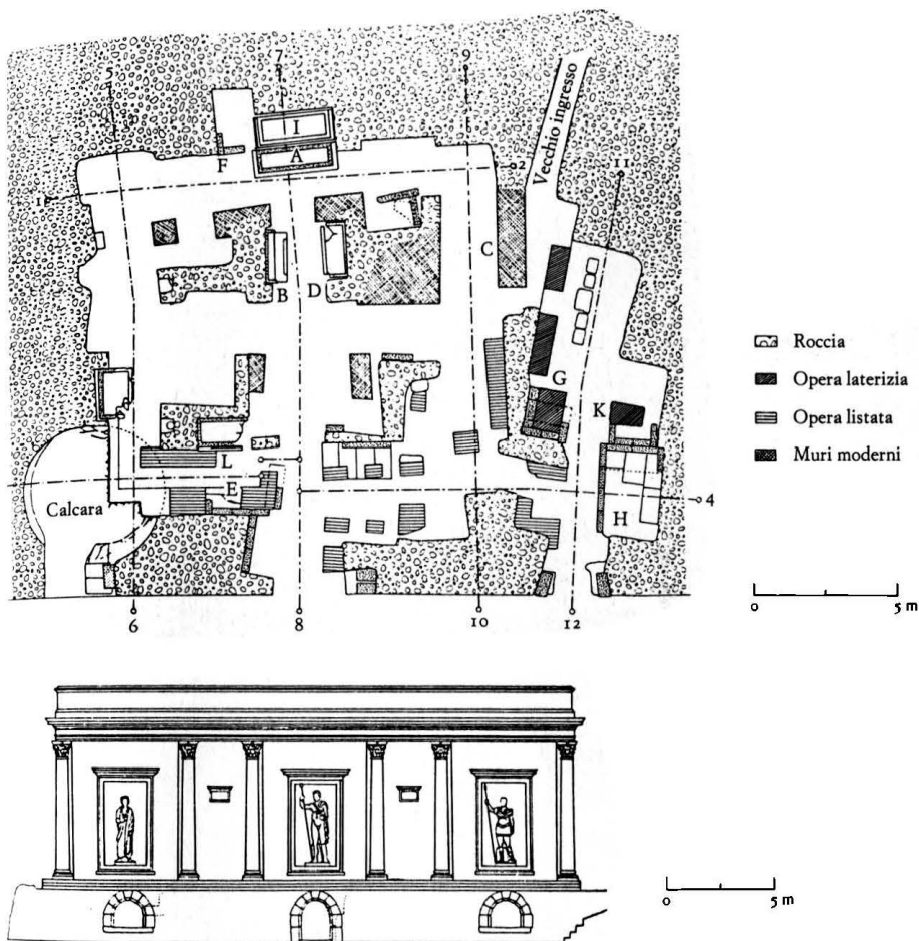 7
9
5
Vecchio ingresso
I
A
F
2
11
1
C
B
D
Roccia
Opera laterizia
G
K
Opera listata
L
Muri moderni
E
Calcara
4
H
0 5 m
6
8
10
12
0 5 m